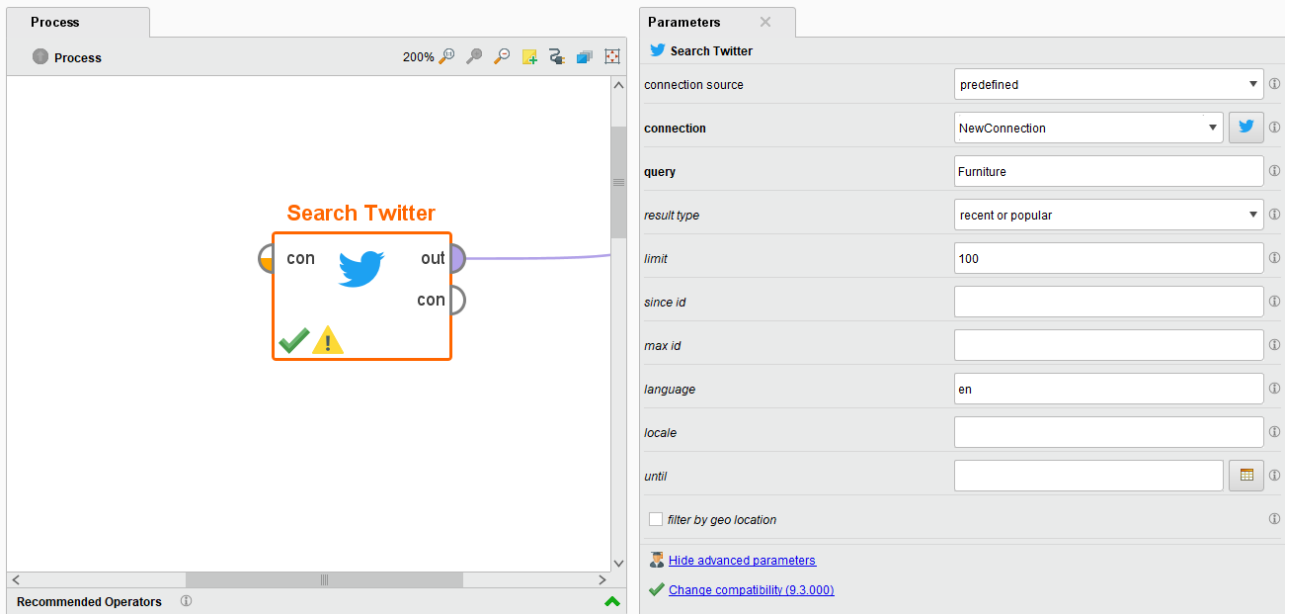 Process
Process
200%
Search Twitter
con
out
con
Recommended Operators
Parameters
Search Twitter
connection source
predefined
connection
NewConnection
query
Furniture
result type
recent or popular
limit
100
since id
max id
language
en
locale
until
filter by geo location
Hide advanced parameters
Change compatibility (9.3.000)